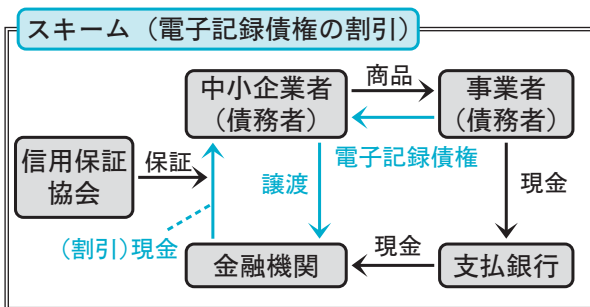 スキーム（電子記録債権の割引）
中小企業者
（債務者）
商品
事業者
（債務者）
電子記録債権
信用保証
協会
保証
譲渡
現金
（割引）現金
金融機関
現金
支払銀行